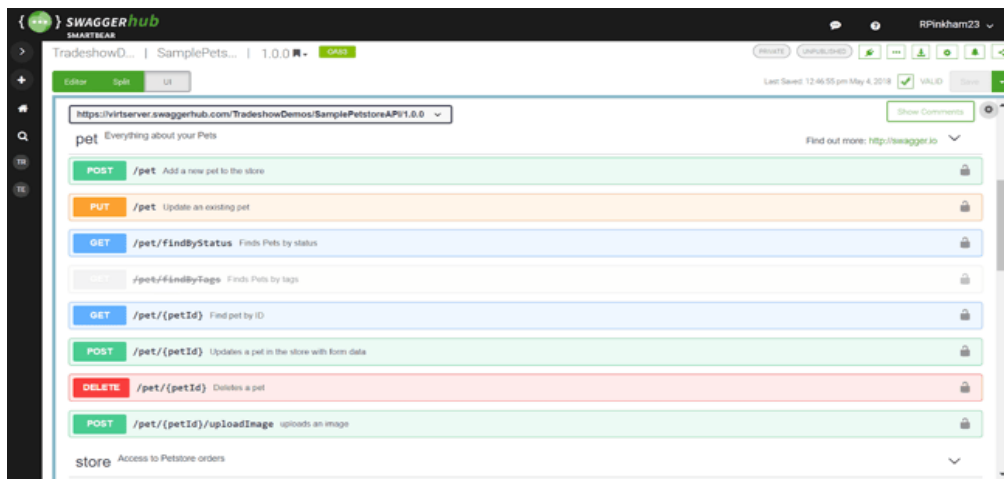 SWAGGERhub
SMARTBEAR
RPinkham23
TradeshowD... | SamplePets... | 1.0.0
OAS3
PRIVATE UNPUBLISHED
Editor Split UI
Last Saved: 12:46:55 pm May 4, 2018 VALID Save
https://virtserver.swaggerhub.com/TradeshowDemos/SamplePetstoreAPI/1.0.0
Show Comments
pet Everything about your Pets
Find out more: http://swagger.io
POST /pet Add a new pet to the store
PUT /pet Update an existing pet
GET /pet/findByStatus Finds Pets by status
GET /pet/findByTags Finds Pets by tags
GET /pet/{petId} Find pet by ID
POST /pet/{petId} Updates a pet in the store with form data
DELETE /pet/{petId} Deletes a pet
POST /pet/{petId}/uploadImage uploads an image
store Access to Petstore orders
TR
TE